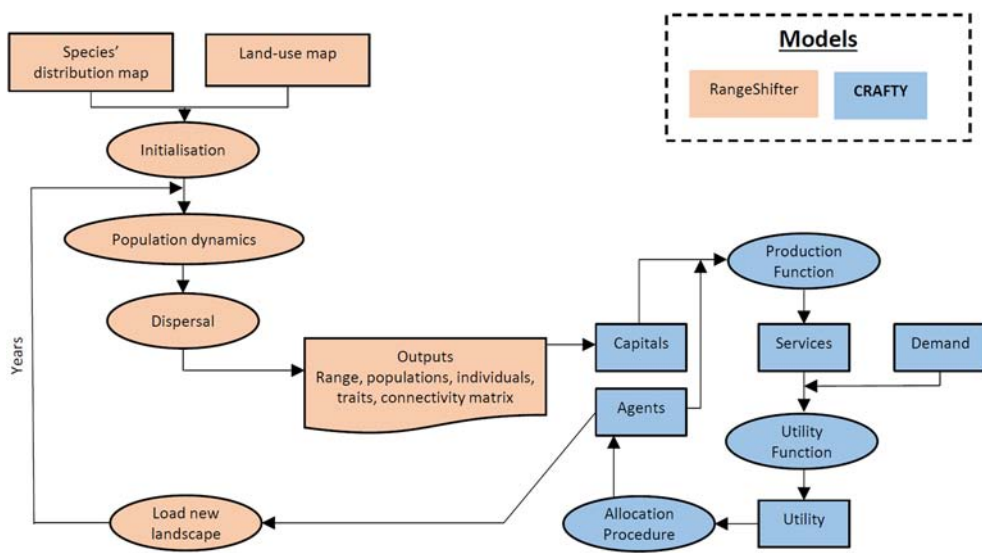 Species'
distribution map
Land-use map
Models
RangeShifter
CRAFTY
Initialisation
Population dynamics
Dispersal
Years
Outputs
Range, populations, individuals,
traits, connectivity matrix
Load new
landscape
Capitals
Agents
Production
Function
Services
Demand
Utility
Function
Utility
Allocation
Procedure